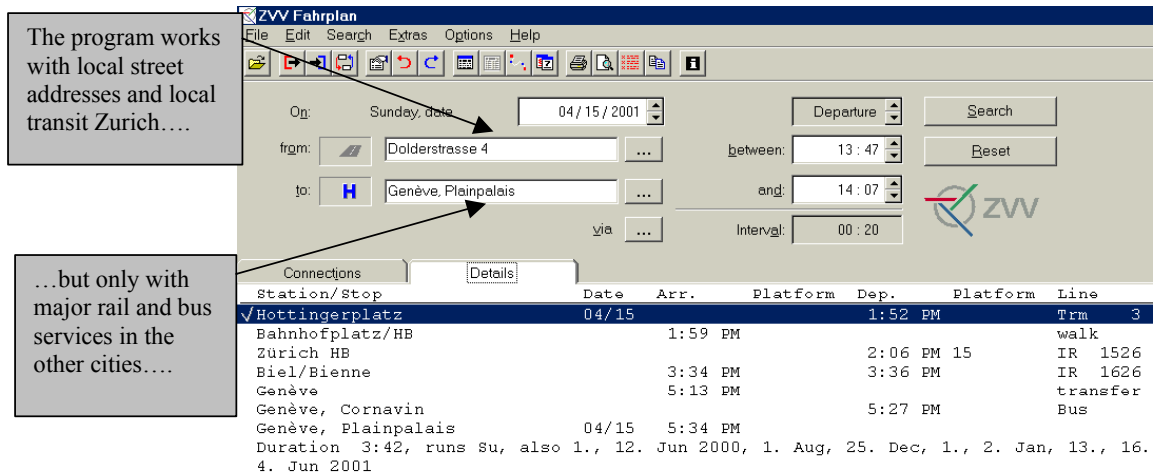 The program works
with local street
addresses and local
transit Zurich….
…but only with
major rail and bus
services in the
other cities….
ZVV Fahrplan
File Edit Search Extras Options Help
On: Sunday, date 04/15/2001 Departure Search
from: Dolderstrasse 4 ... between: 13:47 Reset
to: H Genève, Plainpalais ... and: 14:07
ZVV
via ... Interval: 00:20
Connections Details
Station/Stop Date Arr. Platform Dep. Platform Line
√Hottingerplatz 04/15 1:52 PM Trm 3
Bahnhofplatz/HB 1:59 PM walk
Zürich HB 2:06 PM 15 IR 1526
Biel/Bienne 3:34 PM 3:36 PM IR 1626
Genève 5:13 PM transfer
Genève, Cornavin 5:27 PM Bus
Genève, Plainpalais 04/15 5:34 PM
Duration 3:42, runs Su, also 1., 12. Jun 2000, 1. Aug, 25. Dec, 1., 2. Jan, 13., 16.
4. Jun 2001